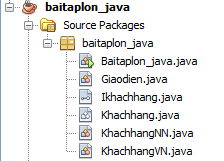 baitaplon_java
Source Packages
baitaplon_java
Baitaplon_java.java
Giaodien.java
Ikhachhang.java
Khachhang.java
KhachhangNN.java
KhachhangVN.java